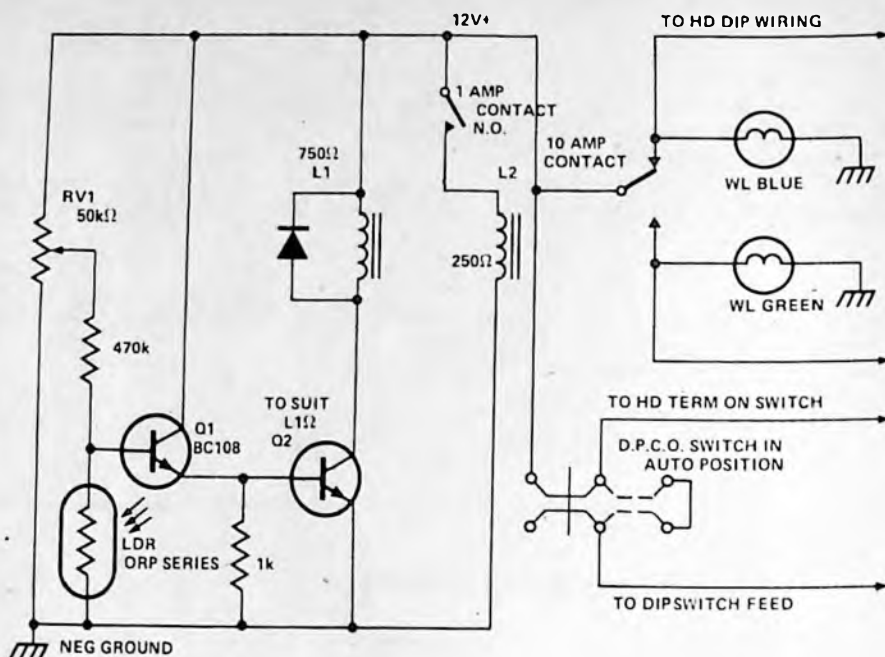 12V+
TO HD DIP WIRING
1 AMP
CONTACT
N.O.
10 AMP
CONTACT
750Ω
L1
L2
RV1
50kΩ
250Ω
WL BLUE
WL GREEN
470k
Q1
BC108
TO SUIT
L1Ω
Q2
TO HD TERM ON SWITCH
D.P.C.O. SWITCH IN
AUTO POSITION
LDR
ORP SERIES
1k
TO DIPSWITCH FEED
NEG GROUND